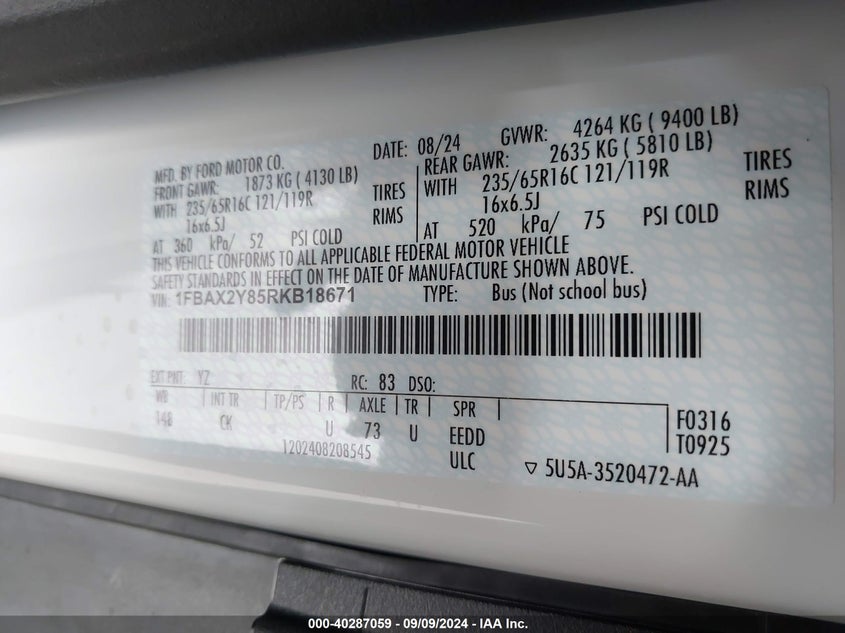 MFD. BY FORD MOTOR CO. DATE: 08/24 GVWR: 4264 KG ( 9400 LB)
FRONT GAWR: 1873 KG ( 4130 LB) REAR GAWR: 2635 KG ( 5810 LB)
WITH 235/65R16C 121/119R TIRES WITH 235/65R16C 121/119R TIRES
16x6.5J RIMS 16x6.5J RIMS
AT 360 kPa/ 52 PSI COLD AT 520 kPa/ 75 PSI COLD
THIS VEHICLE CONFORMS TO ALL APPLICABLE FEDERAL MOTOR VEHICLE
SAFETY STANDARDS IN EFFECT ON THE DATE OF MANUFACTURE SHOWN ABOVE.
VIN: 1FBAX2Y85RKB18671 TYPE: Bus (Not school bus)
EXT PNT: YZ RC: 83 DSO:
WB INT TR TP/PS R AXLE TR SPR F0316
148 CK U 73 U EEDD T0925
1202408208545 ULC ▽ 5U5A-3520472-AA
000-40287059 - 09/09/2024 - IAA Inc.